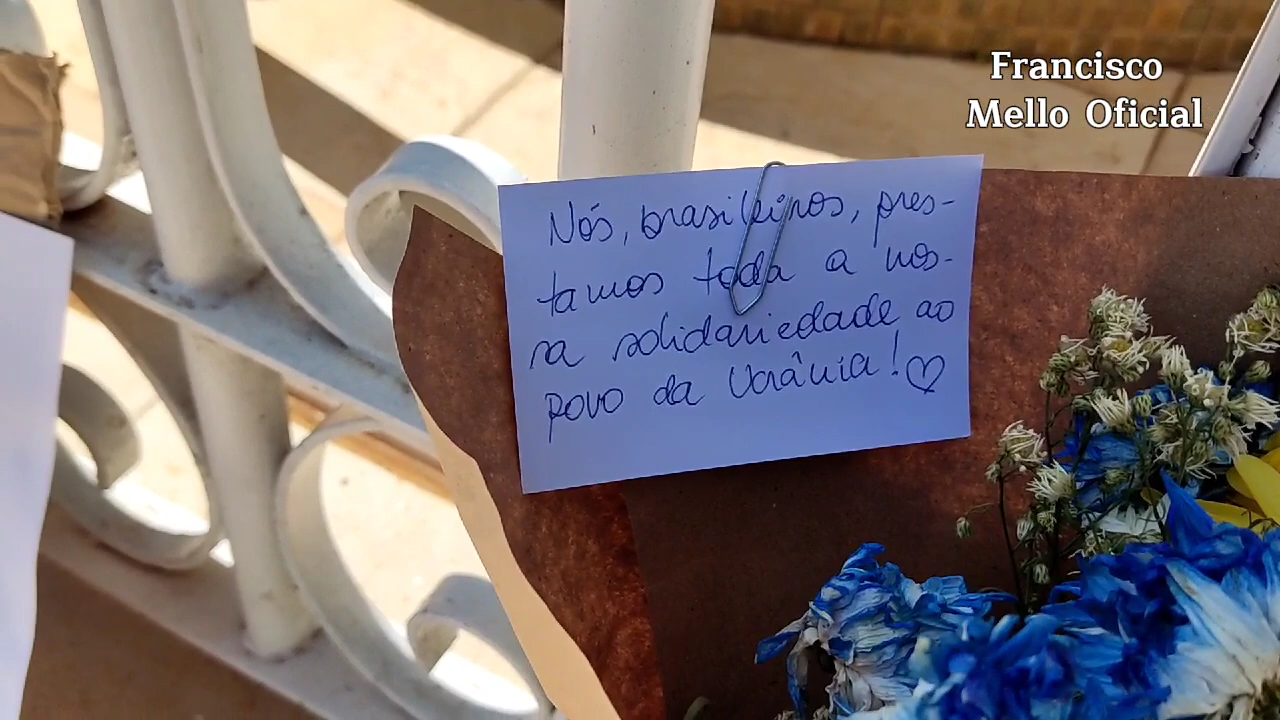 Francisco
Mello Oficial
Nós, brasileiros, pres-
tamos toda a nos-
sa solidariedade ao
povo da Ucrânia! ♡